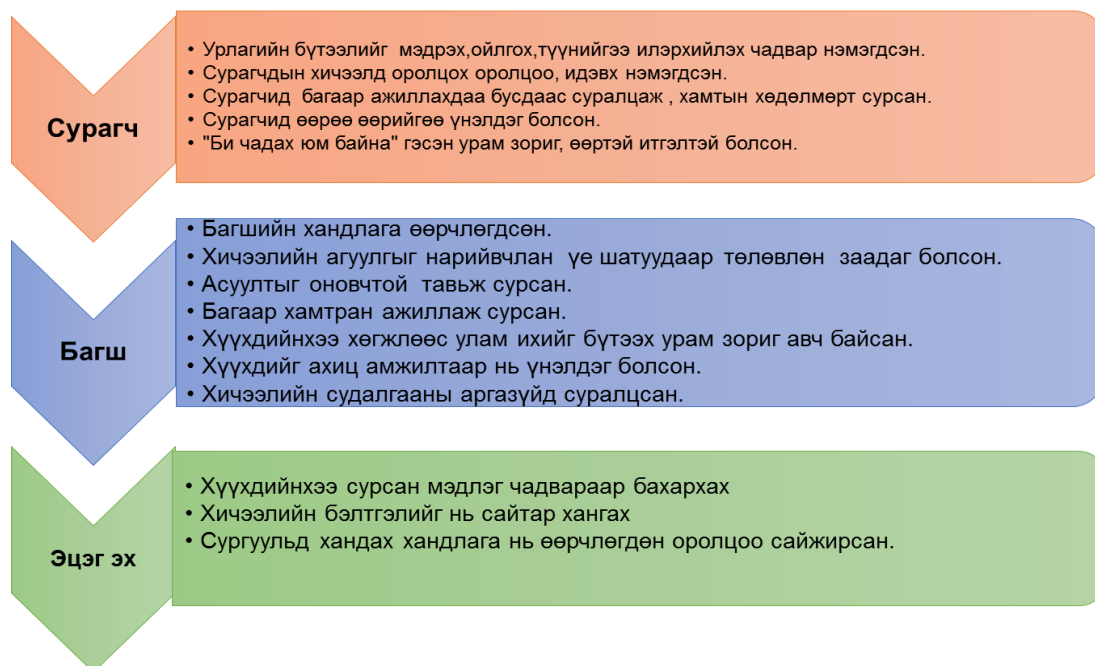 Сурагч
• Урлагийн бүтээлийг мэдрэх,ойлгох,түүнийгээ илэрхийлэх чадвар нэмэгдсэн.
• Сурагчдын хичээлд оролцох оролцоо, идэвх нэмэгдсэн.
• Сурагчид багаар ажиллахдаа бусдаас суралцаж , хамтын хөдөлмөрт сурсан.
• Сурагчид өөрөө өөрийгөө үнэлдэг болсон.
• "Би чадах юм байна" гэсэн урам зориг, өөртэй итгэлтэй болсон.
Багш
• Багшийн хандлага өөрчлөгдсөн.
• Хичээлийн агуулгыг нарийвчлан үе шатуудаар төлөвлөн заадаг болсон.
• Асуултыг оновчтой тавьж сурсан.
• Багаар хамтран ажиллаж сурсан.
• Хүүхдийнхээ хөгжлөөс улам ихийг бүтээх урам зориг авч байсан.
• Хүүхдийг ахиц амжилтаар нь үнэлдэг болсон.
• Хичээлийн судалгааны аргазүйд суралцсан.
Эцэг эх
• Хүүхдийнхээ сурсан мэдлэг чадвараар бахархах
• Хичээлийн бэлтгэлийг нь сайтар хангах
• Сургуульд хандах хандлага нь өөрчлөгдөн оролцоо сайжирсан.